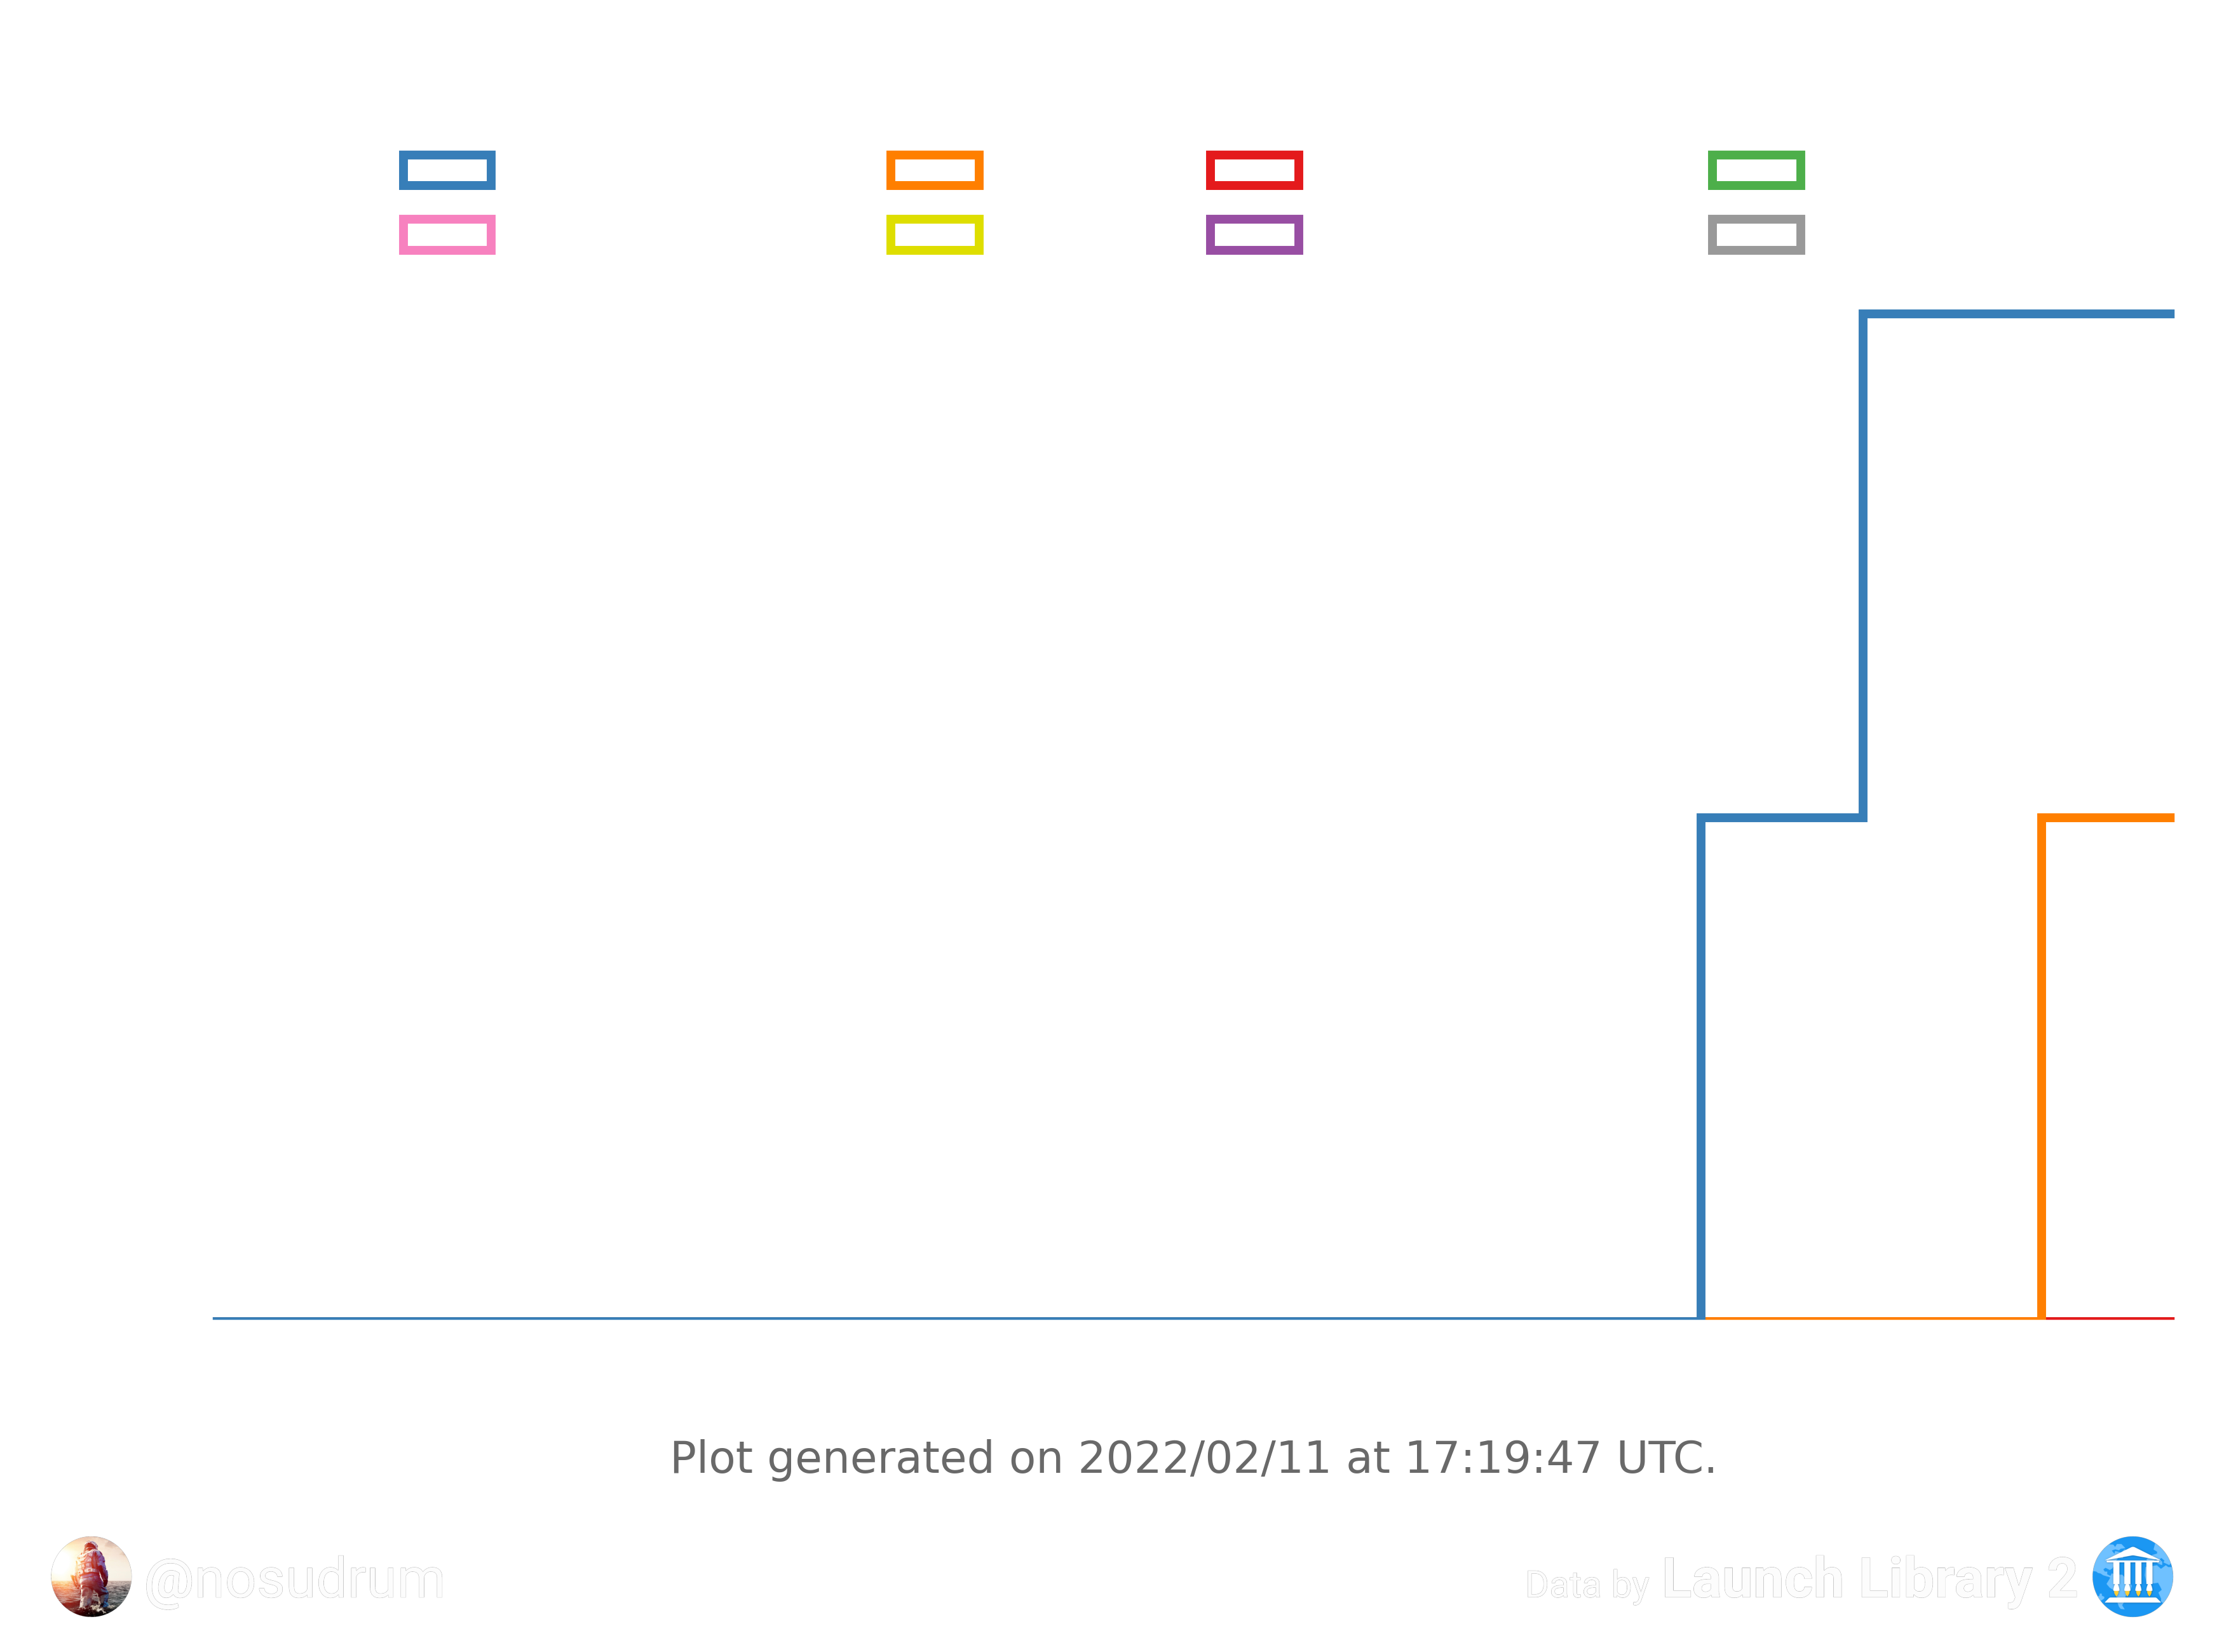 Plot generated on 2022/02/11 at 17:19:47 UTC.
@nosudrum
Data by Launch Library 2